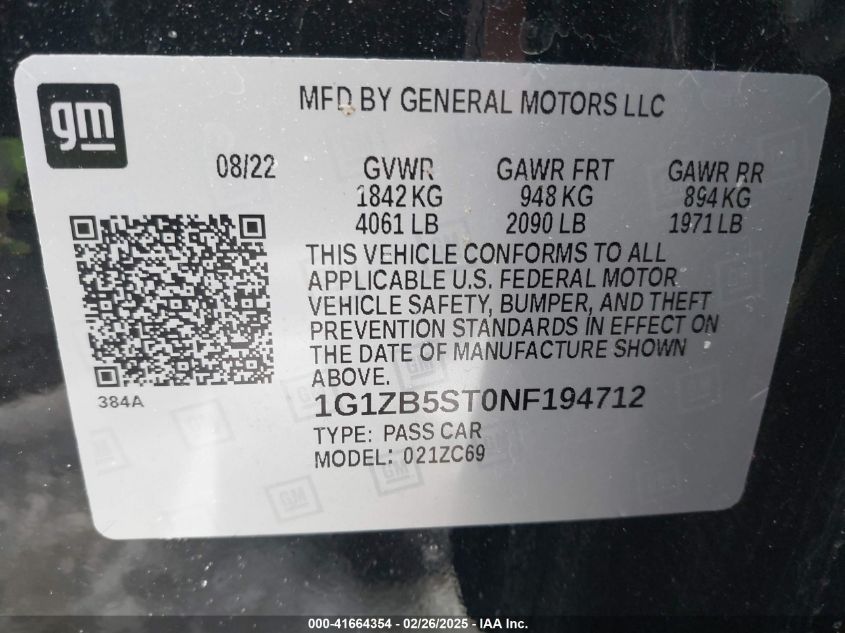 gm
MFD BY GENERAL MOTORS LLC
08/22 GVWR GAWR FRT GAWR RR
1842 KG 948 KG 894 KG
4061 LB 2090 LB 1971 LB
THIS VEHICLE CONFORMS TO ALL
APPLICABLE U.S. FEDERAL MOTOR
VEHICLE SAFETY, BUMPER, AND THEFT
PREVENTION STANDARDS IN EFFECT ON
THE DATE OF MANUFACTURE SHOWN
ABOVE.
384A
1G1ZB5ST0NF194712
TYPE: PASS CAR
MODEL: 021ZC69
000-41664354 / 02/26/2025 - IAA Inc.